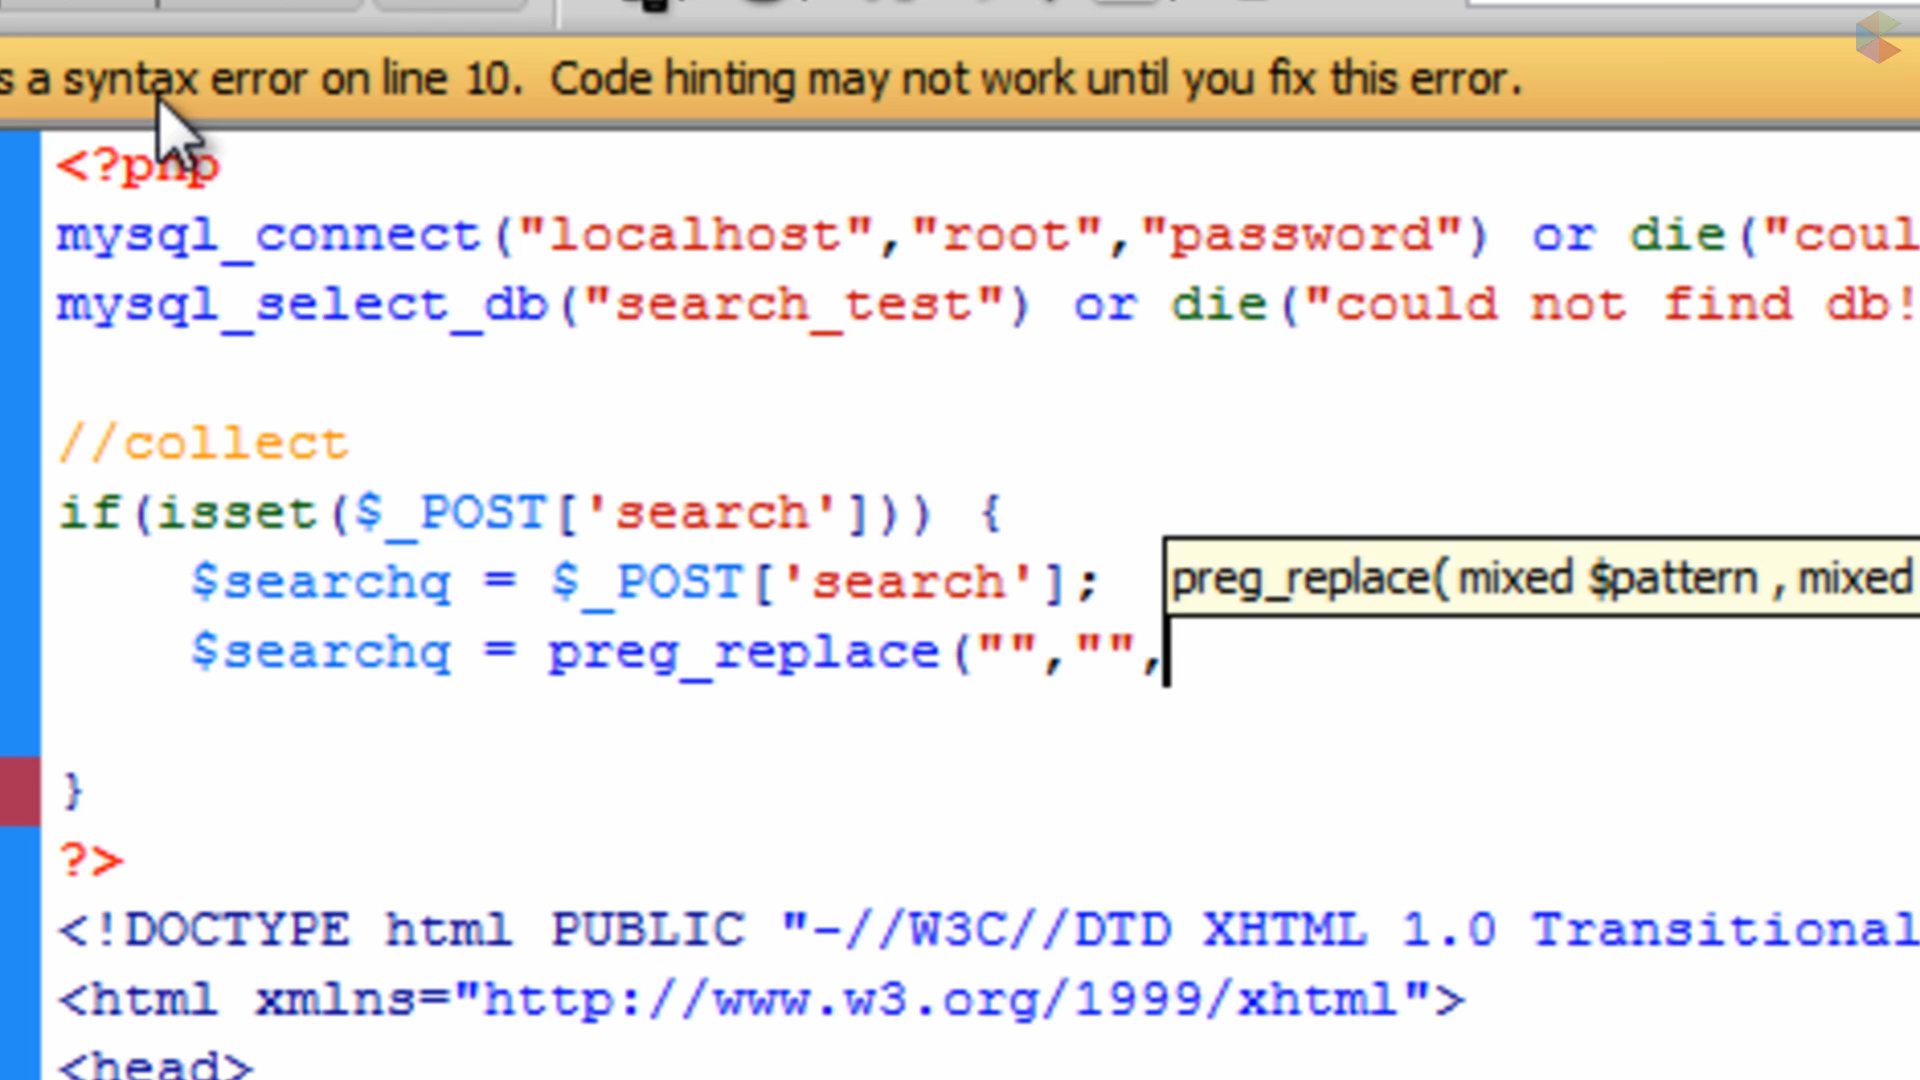 s a syntax error on line 10. Code hinting may not work until you fix this error.
<?php
mysql_connect("localhost","root","password") or die("coul
mysql_select_db("search_test") or die("could not find db!
//collect
if(isset($_POST['search'])) {
$searchq = $_POST['search'];
preg_replace( mixed $pattern , mixed
$searchq = preg_replace("","",
}
?>
<!DOCTYPE html PUBLIC "-//W3C//DTD XHTML 1.0 Transitional
<html xmlns="http://www.w3.org/1999/xhtml">
<head>